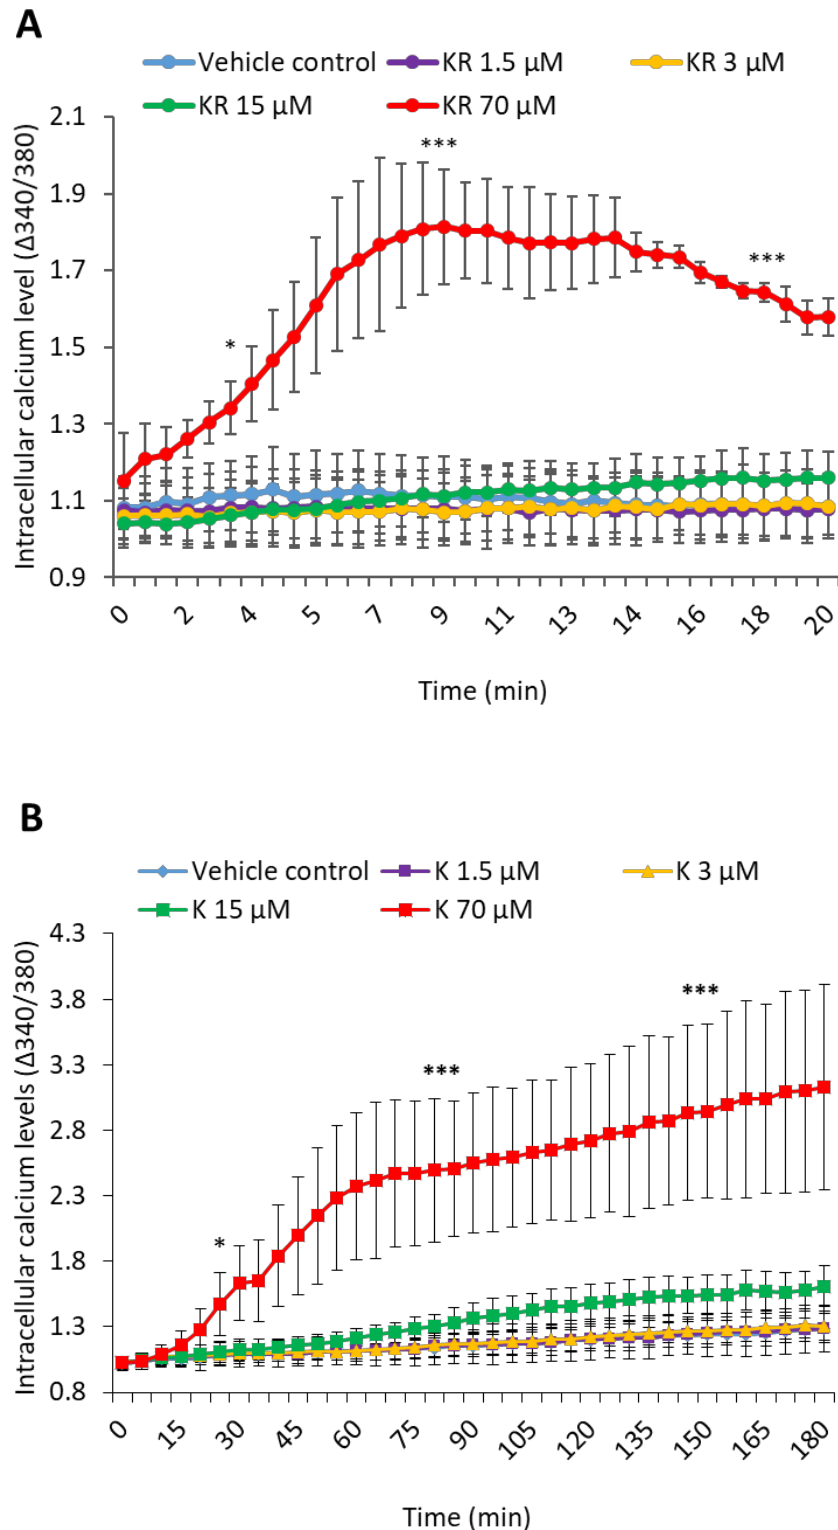 A
Vehicle control KR 1.5 µM KR 3 µM
KR 15 µM KR 70 µM
Intracellular calcium level (Δ340/380)
2.1
1.9
1.7
1.5
1.3
1.1
0.9
***
***
*
0 2 4 5 7 9 11 13 14 16 18 20
Time (min)
B
Vehicle control K 1.5 µM K 3 µM
K 15 µM K 70 µM
Intracellular calcium levels (Δ340/380)
4.3
3.8
3.3
2.8
2.3
1.8
1.3
0.8
***
***
*
0 15 30 45 60 75 90 105 120 135 150 165 180
Time (min)